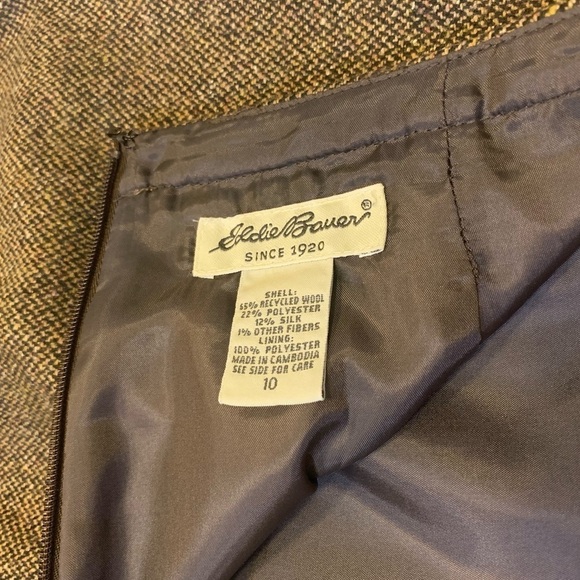 Eddie Bauer®
SINCE 1920
SHELL:
65% RECYCLED WOOL
22% POLYESTER
12% SILK
1% OTHER FIBERS
LINING:
100% POLYESTER
MADE IN CAMBODIA
SEE SIDE FOR CARE
10